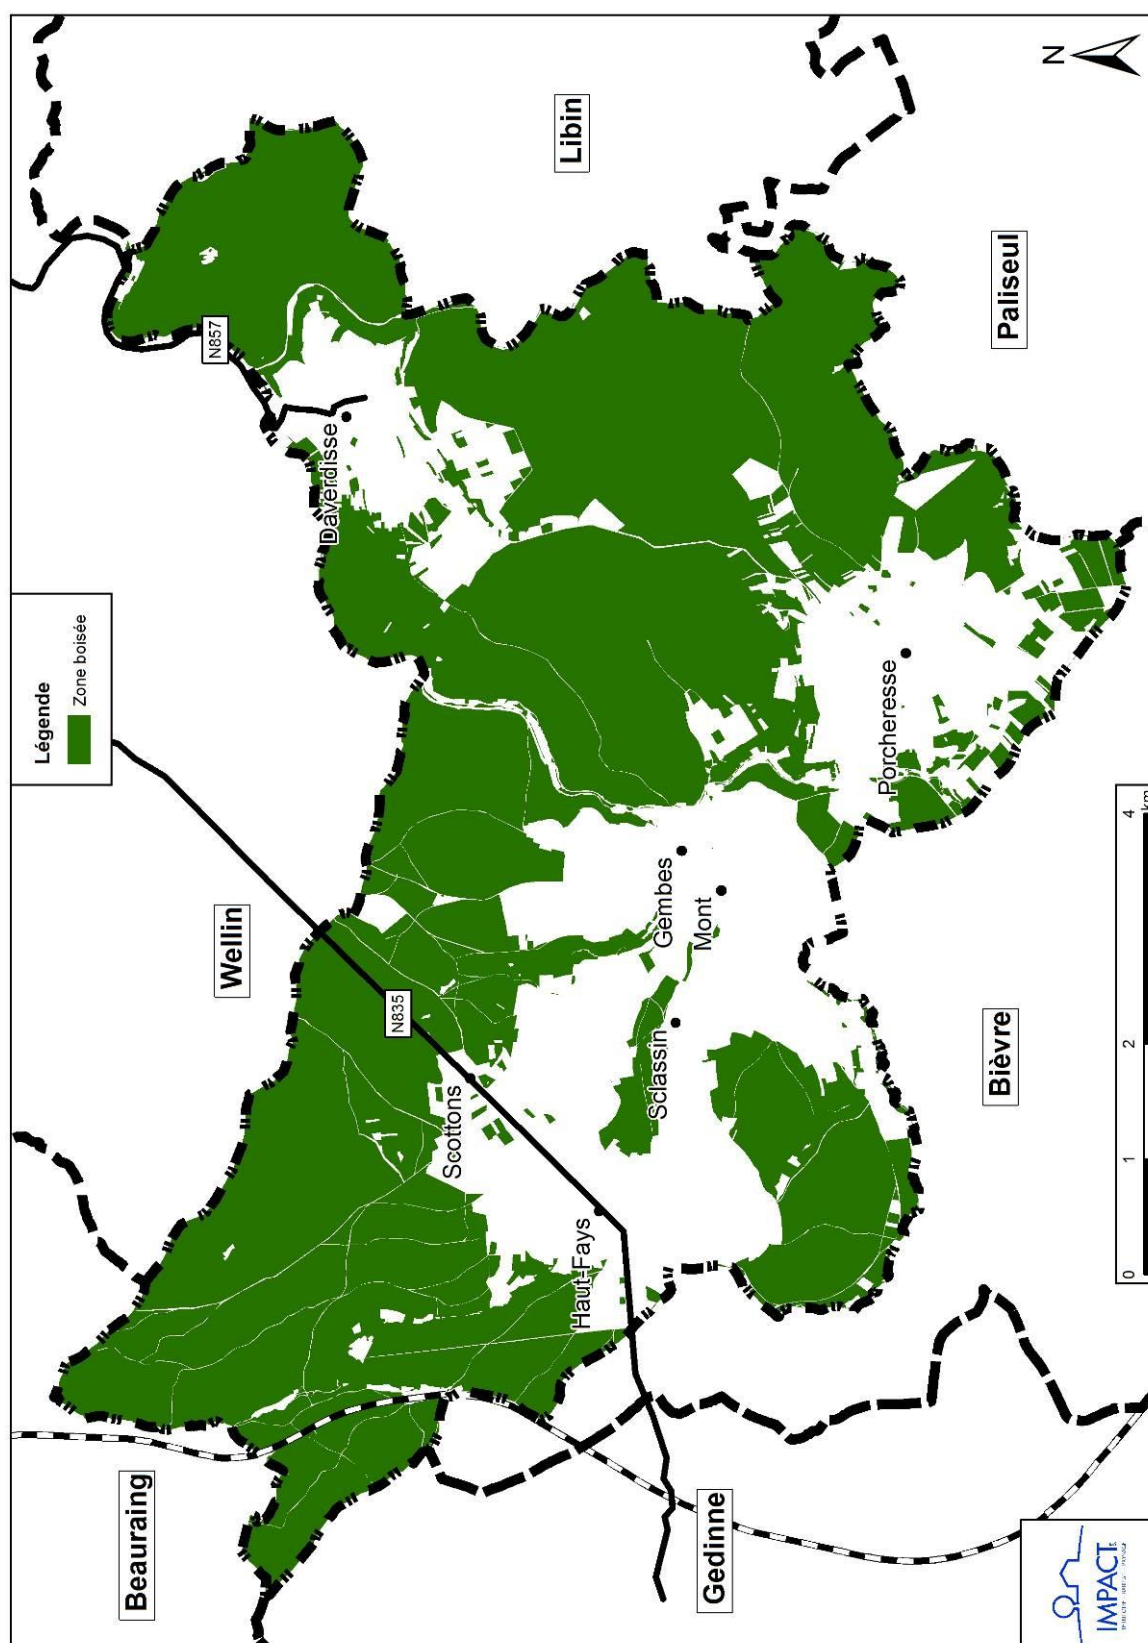 Légende
Zone boisée
Beauraing
N857
Wellin
Daverdisse
N835
Scottons
Libin
Haut-Fays
Sclassin
Gembes
Mont
Gedinne
Porcheresse
Bièvre
Paliseul
N
0 1 2 4
km
IMPACT